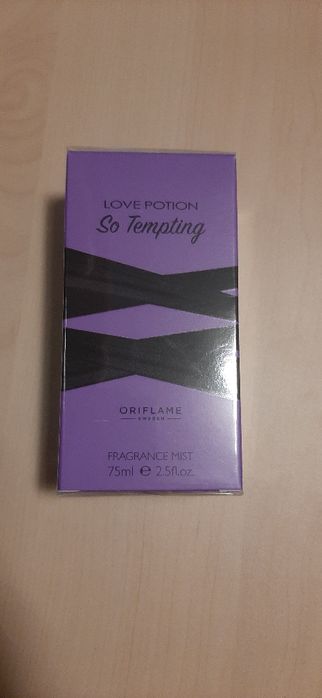 LOVE POTION
So Tempting
ORIFLAME
SWEDEN
FRAGRANCE MIST
75ml ℮ 2.5fl.oz.